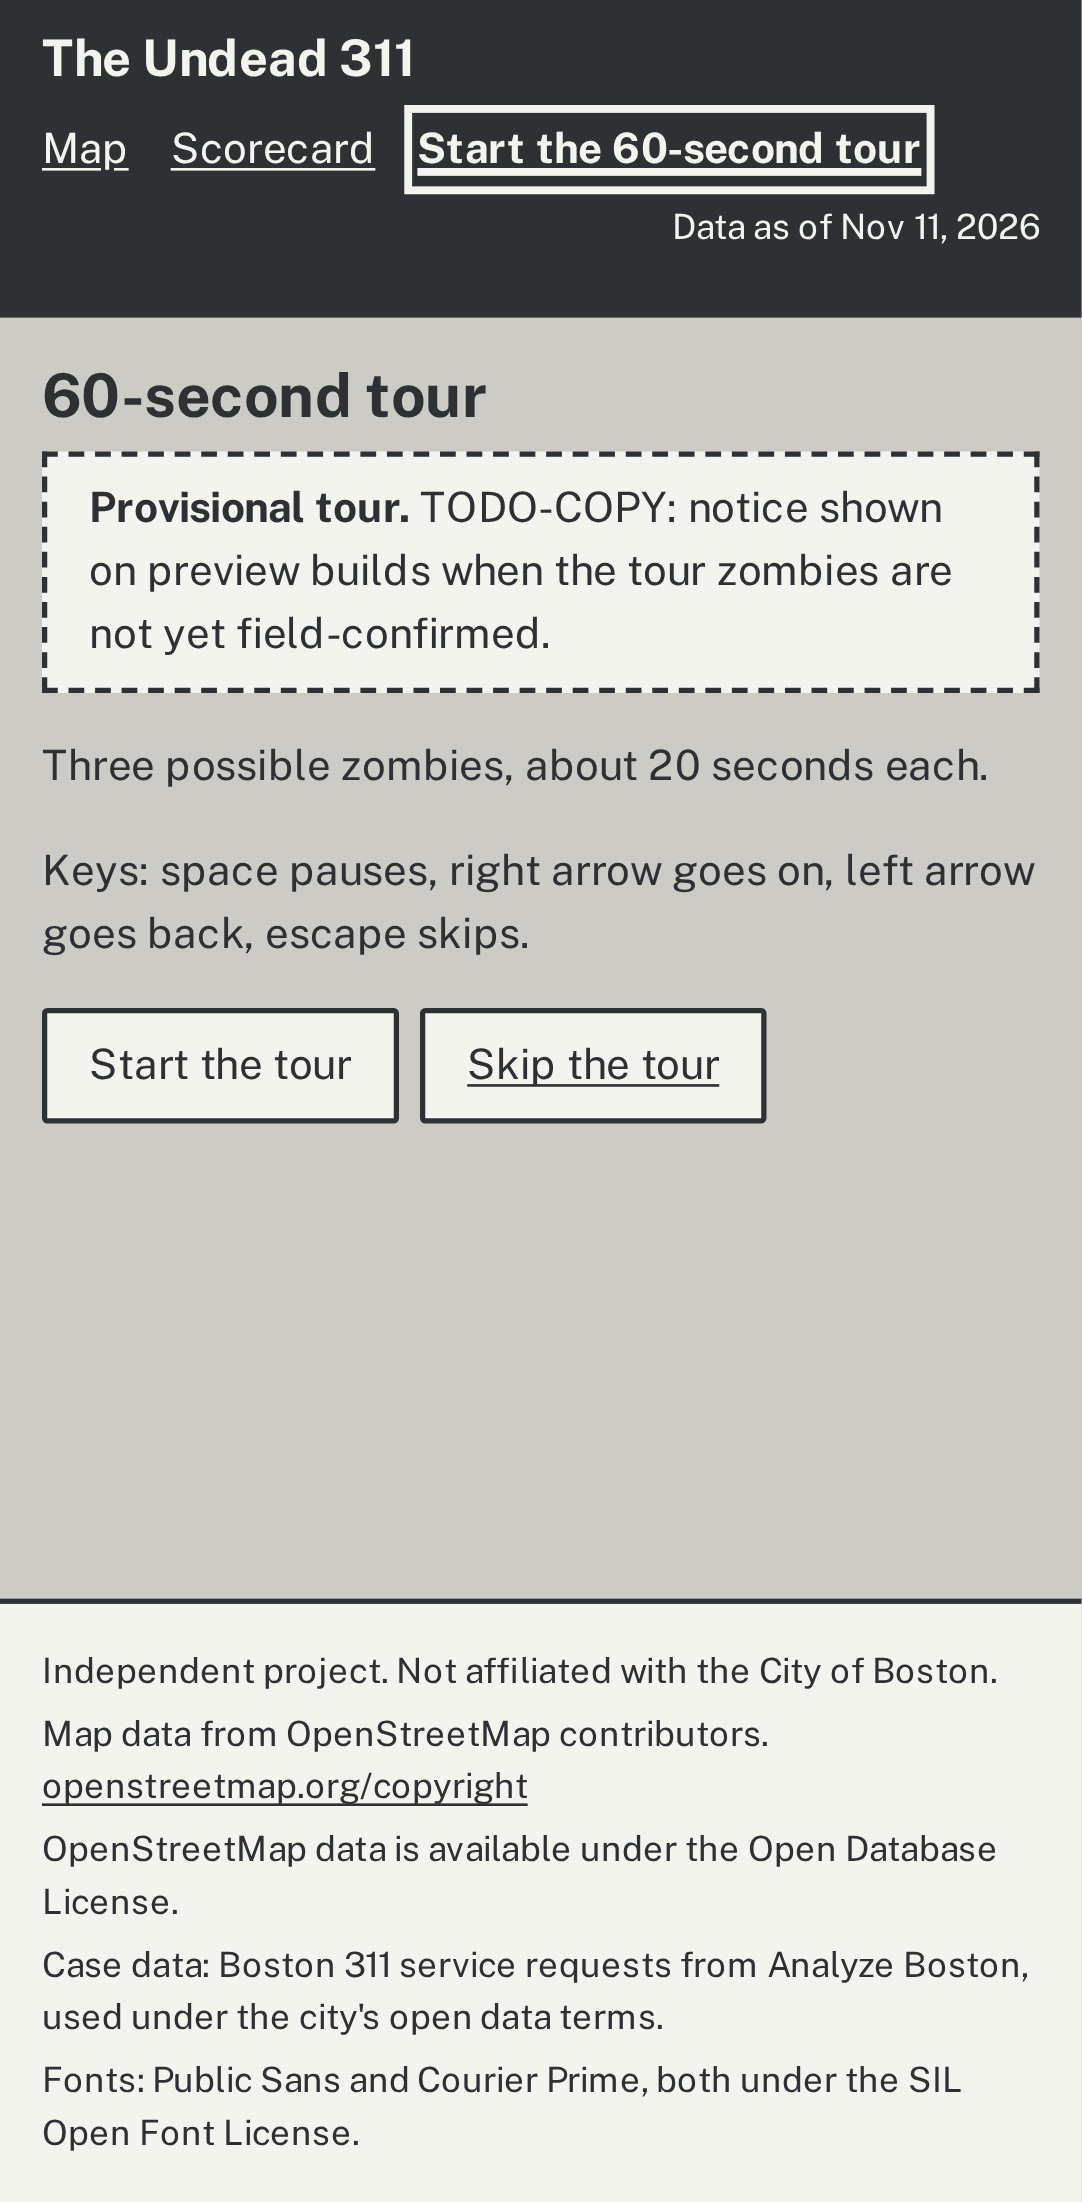 The Undead 311
Map Scorecard Start the 60-second tour
Data as of Nov 11, 2026
60-second tour
Provisional tour. TODO-COPY: notice shown
on preview builds when the tour zombies are
not yet field-confirmed.
Three possible zombies, about 20 seconds each.
Keys: space pauses, right arrow goes on, left arrow
goes back, escape skips.
Start the tour Skip the tour
Independent project. Not affiliated with the City of Boston.
Map data from OpenStreetMap contributors.
openstreetmap.org/copyright
OpenStreetMap data is available under the Open Database
License.
Case data: Boston 311 service requests from Analyze Boston,
used under the city's open data terms.
Fonts: Public Sans and Courier Prime, both under the SIL
Open Font License.